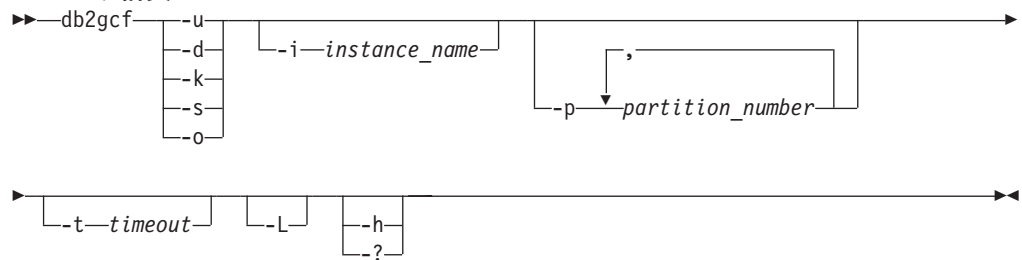 db2gcf -u -i instance_name
-d ,
-k -p partition_number
-s
-o
-t timeout -L -h
-?